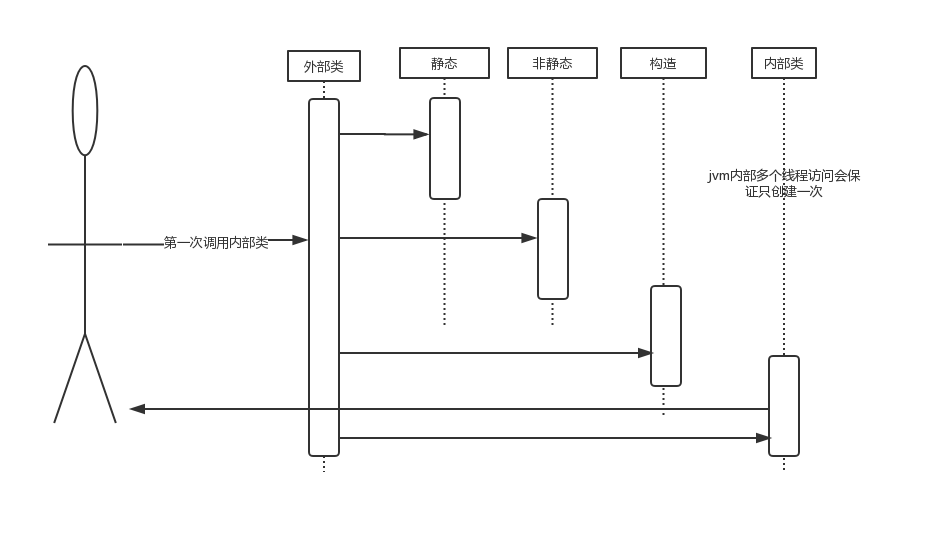 外部类
静态
非静态
构造
内部类
jvm内部多个线程访问会保
证只创建一次
第一次调用内部类